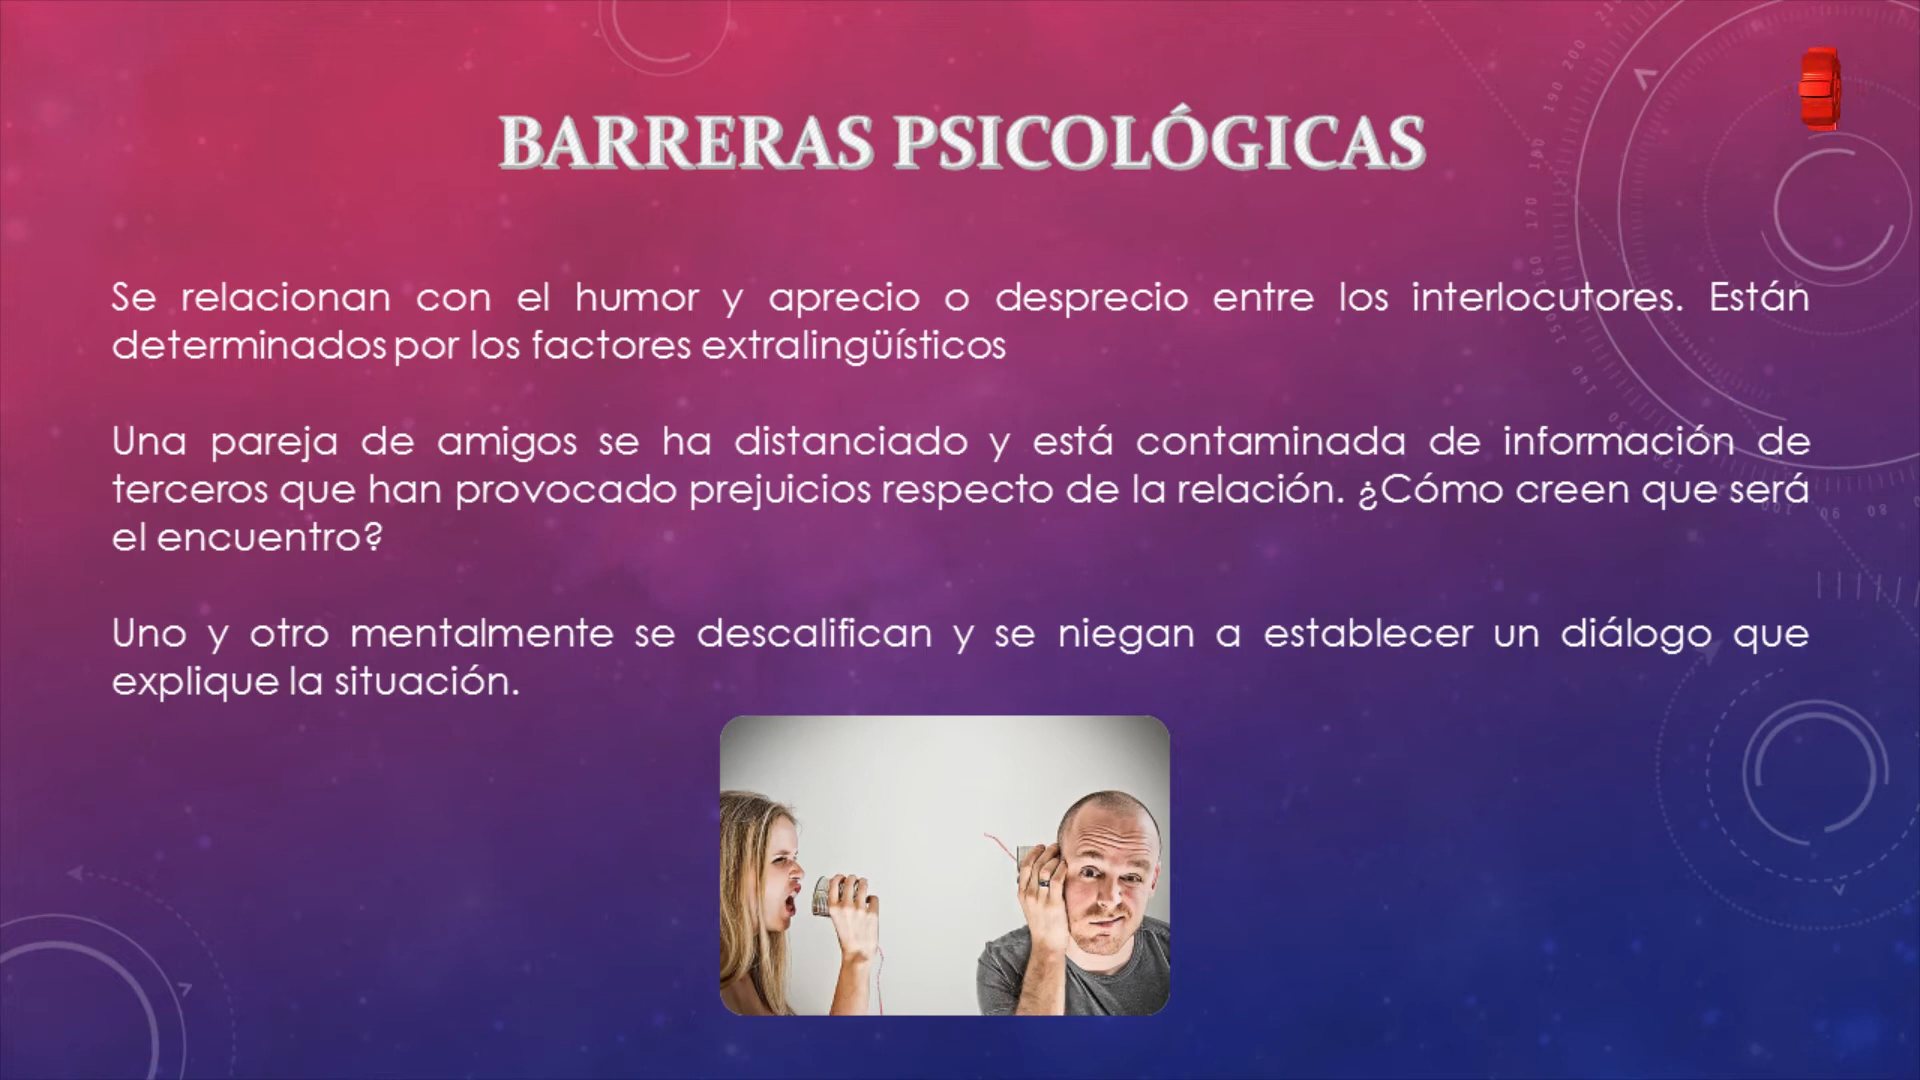 BARRERAS PSICOLÓGICAS
Se relacionan con el humor y aprecio o desprecio entre los interlocutores. Están
determinados por los factores extralingüísticos
Una pareja de amigos se ha distanciado y está contaminada de información de
terceros que han provocado prejuicios respecto de la relación. ¿Cómo creen que será
el encuentro?
Uno y otro mentalmente se descalifican y se niegan a establecer un diálogo que
explique la situación.